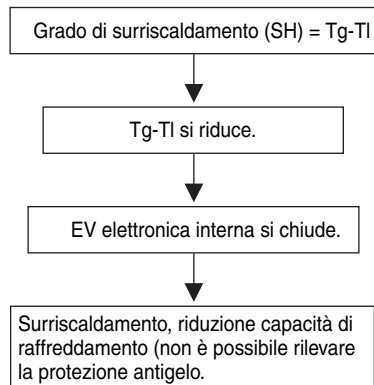 Grado di surriscaldamento (SH) = Tg-Tl
Tg-Tl si riduce.
EV elettronica interna si chiude.
Surriscaldamento, riduzione capacità di
raffreddamento (non è possibile rilevare
la protezione antigelo.